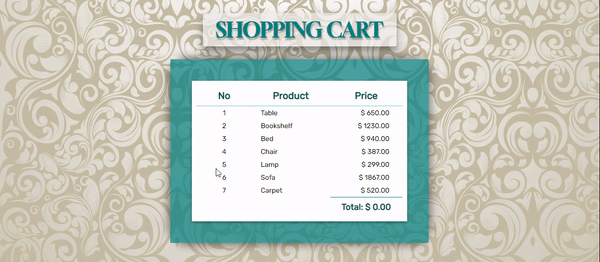 SHOPPING CART
No Product Price
1 Table $ 650.00
2 Bookshelf $ 1230.00
3 Bed $ 940.00
4 Chair $ 387.00
5 Lamp $ 299.00
6 Sofa $ 1867.00
7 Carpet $ 520.00
Total: $ 0.00